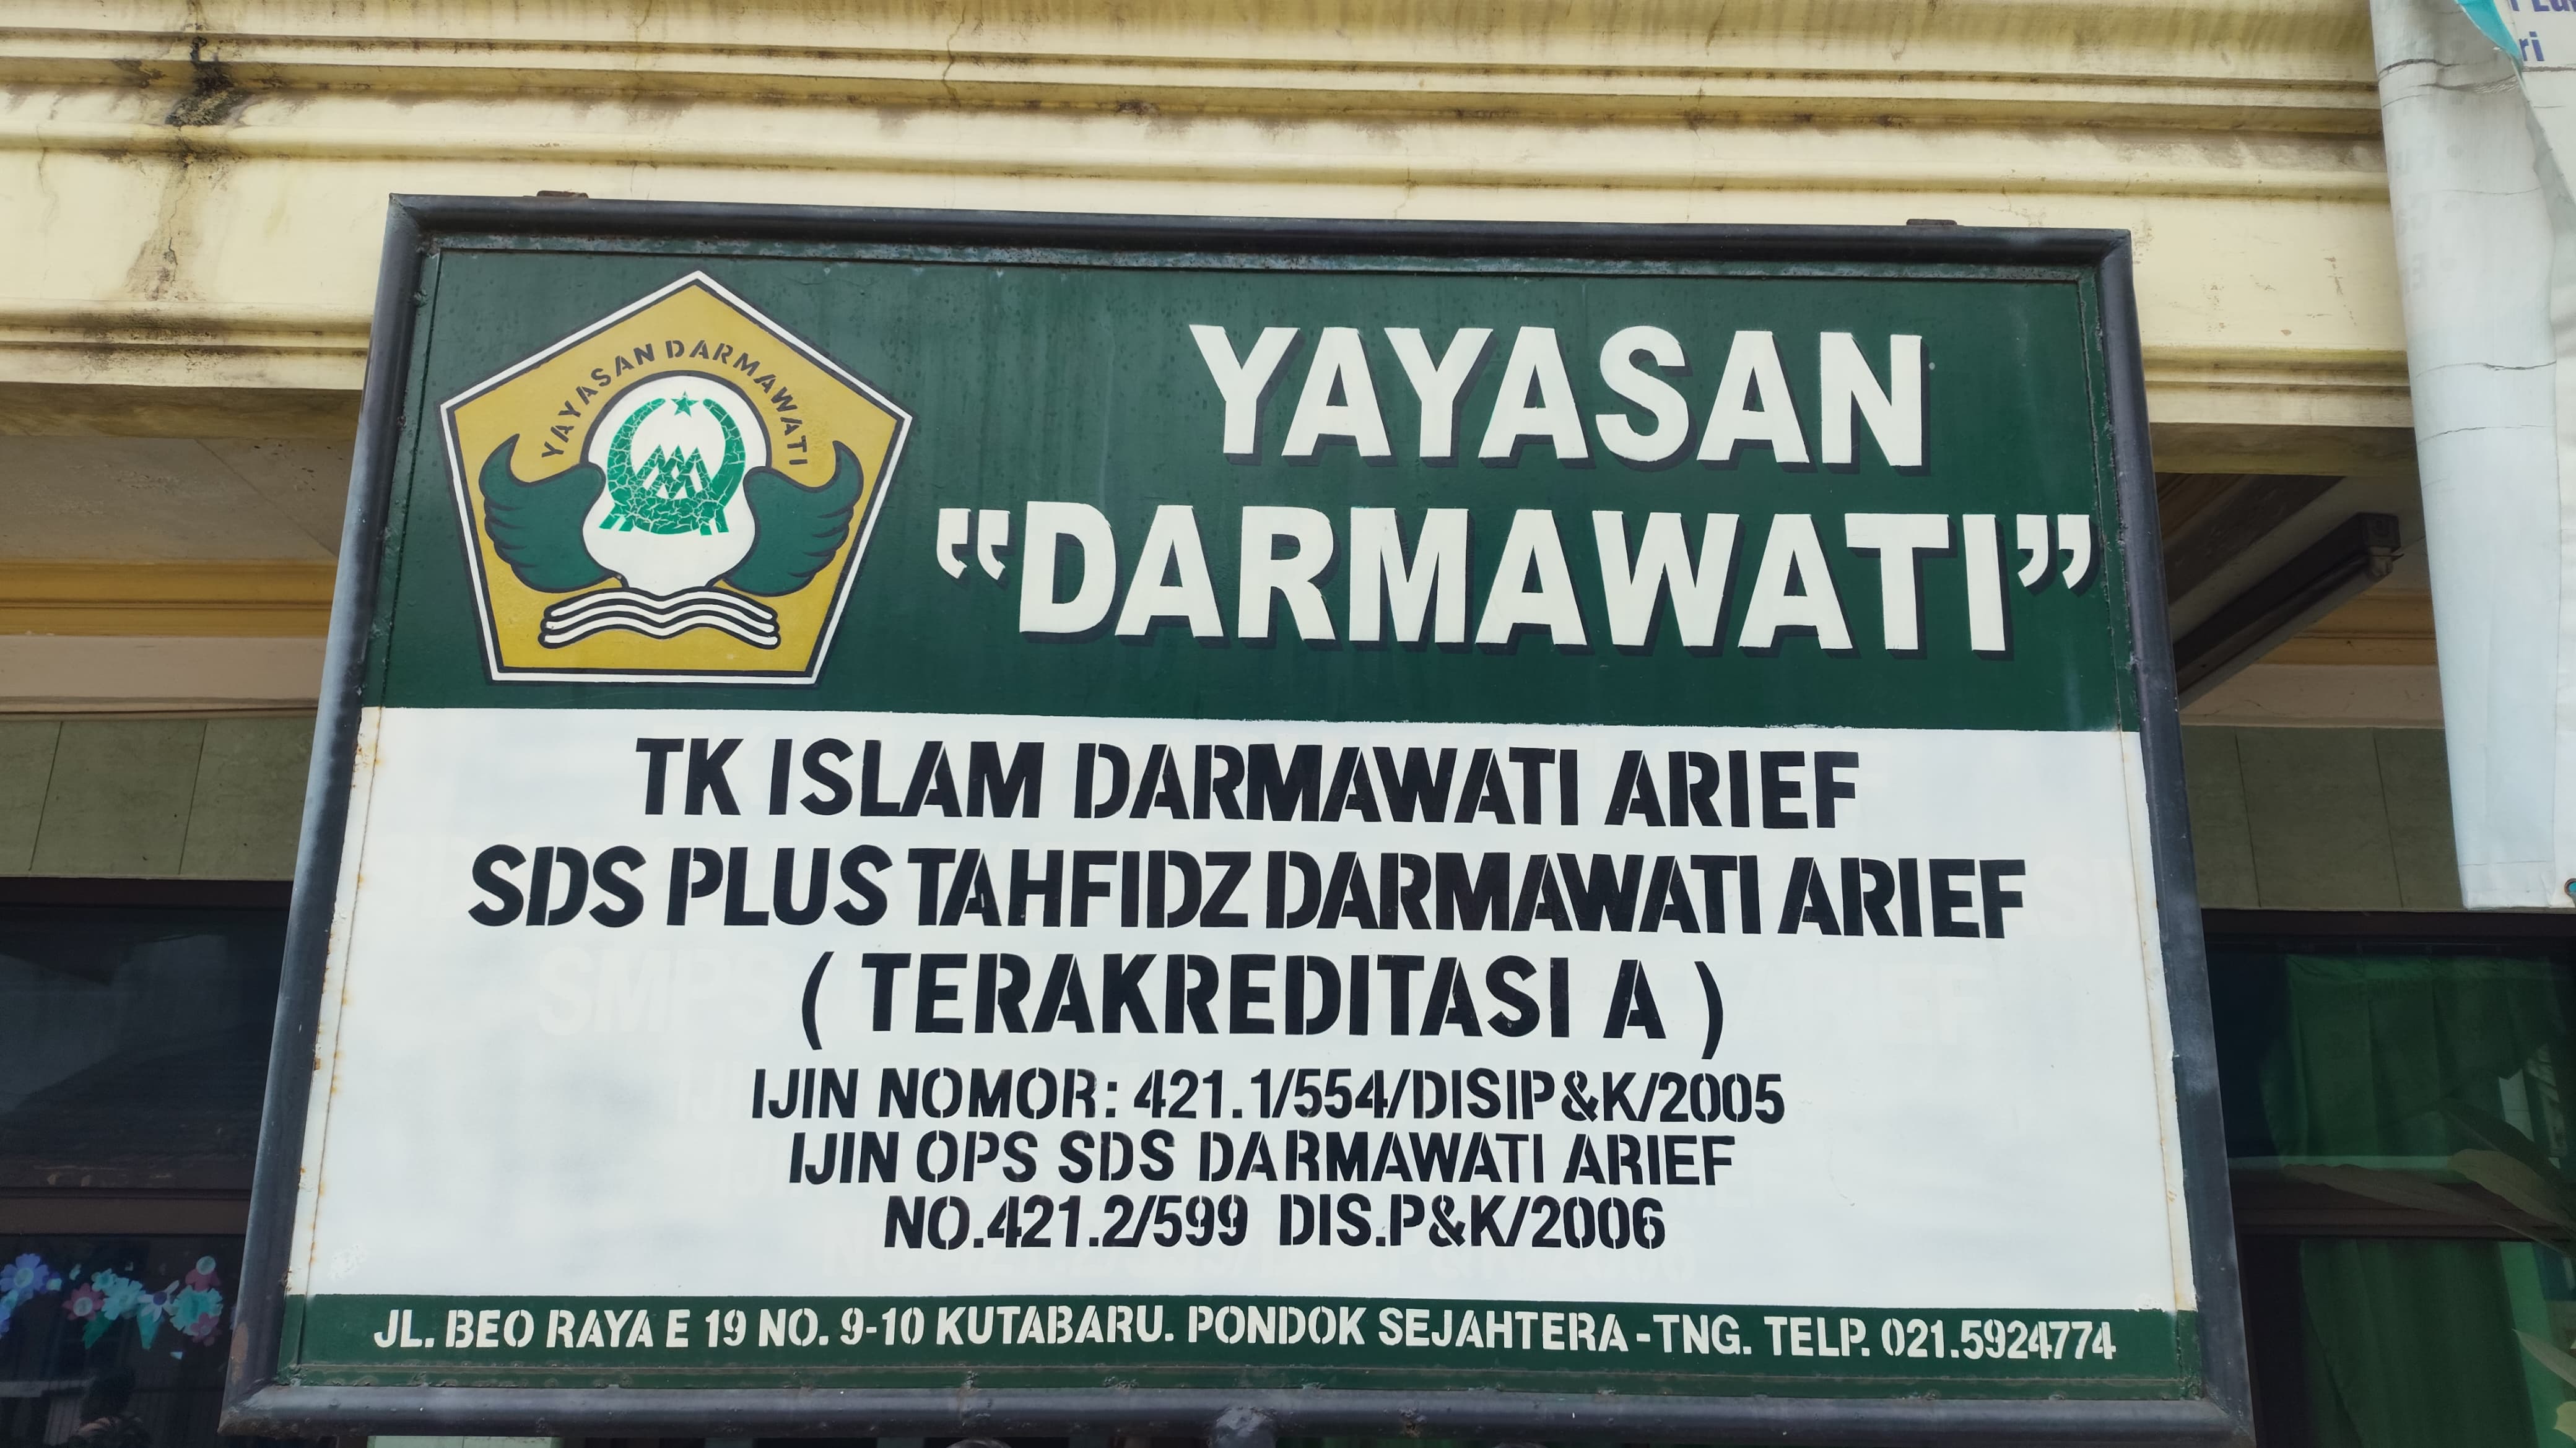 YAYASAN DARMAWATI
YAYASAN
“DARMAWATI”
TK ISLAM DARMAWATI ARIEF
SDS PLUS TAHFIDZ DARMAWATI ARIEF
( TERAKREDITASI A )
IJIN NOMOR: 421.1/554/DISIP&K/2005
IJIN OPS SDS DARMAWATI ARIEF
NO.421.2/599 DIS.P&K/2006
JL. BEO RAYA E 19 NO. 9-10 KUTABARU. PONDOK SEJAHTERA-TNG. TELP. 021.5924774